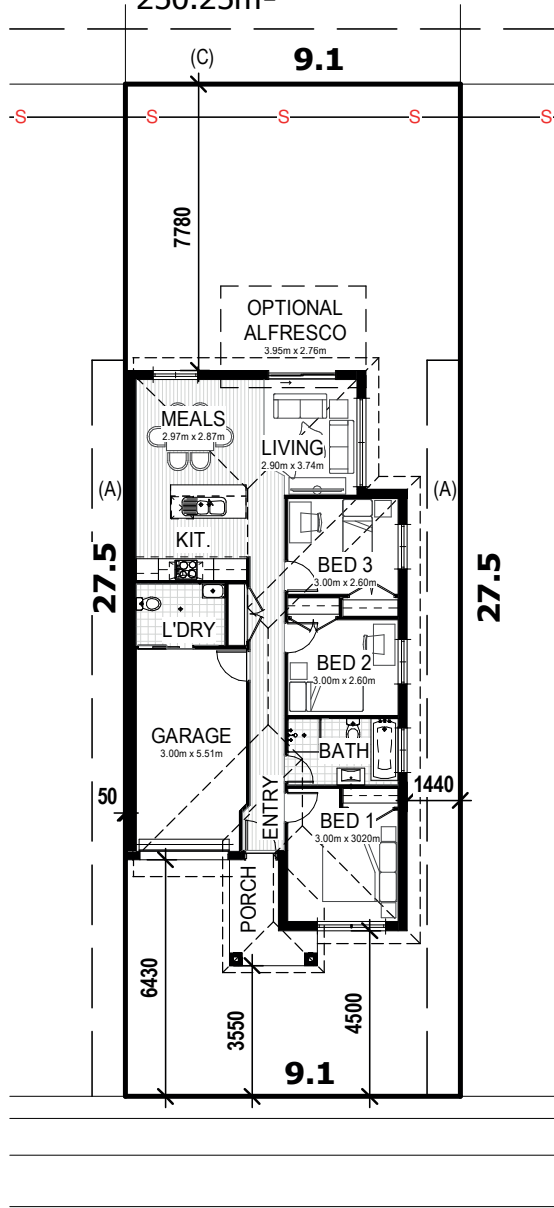 250.25m²
(C)
9.1
S S S S S
7780
OPTIONAL
ALFRESCO
3.95m x 2.76m
MEALS
2.97m x 2.87m
LIVING
2.90m x 3.74m
(A)
(A)
KIT.
27.5
27.5
BED 3
3.00m x 2.60m
L'DRY
BED 2
3.00m x 2.60m
GARAGE
3.00m x 5.51m
BATH
50
1440
ENTRY
BED 1
3.00m x 3020m
PORCH
6430
3550
4500
9.1